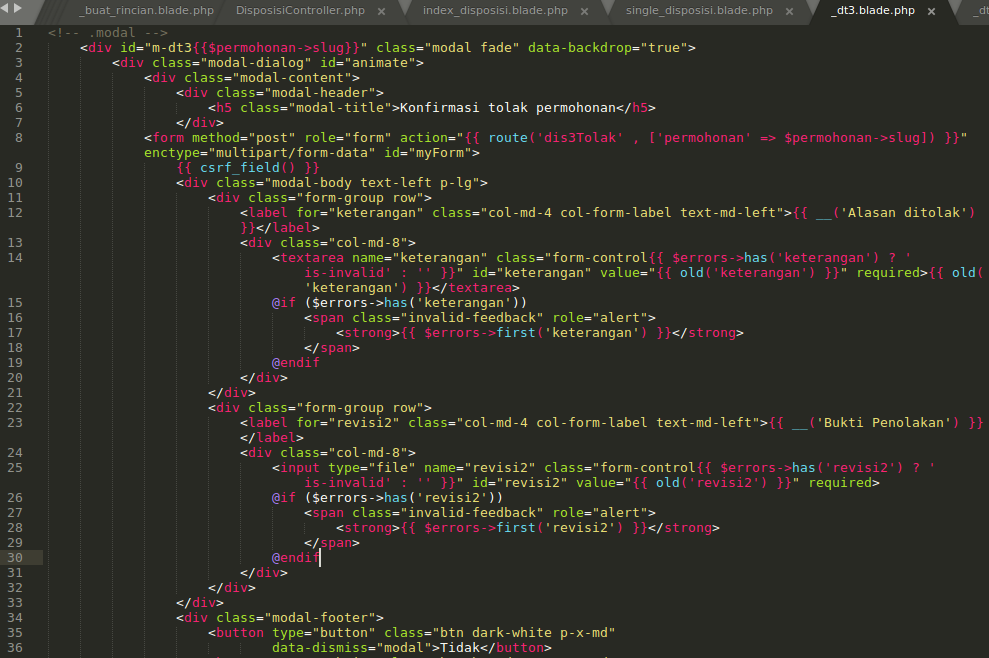 _buat_rincian.blade.php DisposisiController.php × index_disposisi.blade.php × single_disposisi.blade.php × _dt3.blade.php × _dt
1 <!-- .modal -->
2 <div id="m-dt3{{$permohonan->slug}}" class="modal fade" data-backdrop="true">
3 <div class="modal-dialog" id="animate">
4 <div class="modal-content">
5 <div class="modal-header">
6 <h5 class="modal-title">Konfirmasi tolak permohonan</h5>
7 </div>
8 <form method="post" role="form" action="{{ route('dis3Tolak' , ['permohonan' => $permohonan->slug]) }}"
enctype="multipart/form-data" id="myForm">
9 {{ csrf_field() }}
10 <div class="modal-body text-left p-lg">
11 <div class="form-group row">
12 <label for="keterangan" class="col-md-4 col-form-label text-md-left">{{ __('Alasan ditolak')
}}</label>
13 <div class="col-md-8">
14 <textarea name="keterangan" class="form-control{{ $errors->has('keterangan') ? '
is-invalid' : '' }}" id="keterangan" value="{{ old('keterangan') }}" required>{{ old(
'keterangan') }}</textarea>
15 @if ($errors->has('keterangan'))
16 <span class="invalid-feedback" role="alert">
17 <strong>{{ $errors->first('keterangan') }}</strong>
18 </span>
19 @endif
20 </div>
21 </div>
22 <div class="form-group row">
23 <label for="revisi2" class="col-md-4 col-form-label text-md-left">{{ __('Bukti Penolakan') }}
</label>
24 <div class="col-md-8">
25 <input type="file" name="revisi2" class="form-control{{ $errors->has('revisi2') ? '
is-invalid' : '' }}" id="revisi2" value="{{ old('revisi2') }}" required>
26 @if ($errors->has('revisi2'))
27 <span class="invalid-feedback" role="alert">
28 <strong>{{ $errors->first('revisi2') }}</strong>
29 </span>
30 @endif
31 </div>
32 </div>
33 </div>
34 <div class="modal-footer">
35 <button type="button" class="btn dark-white p-x-md"
36 data-dismiss="modal">Tidak</button>